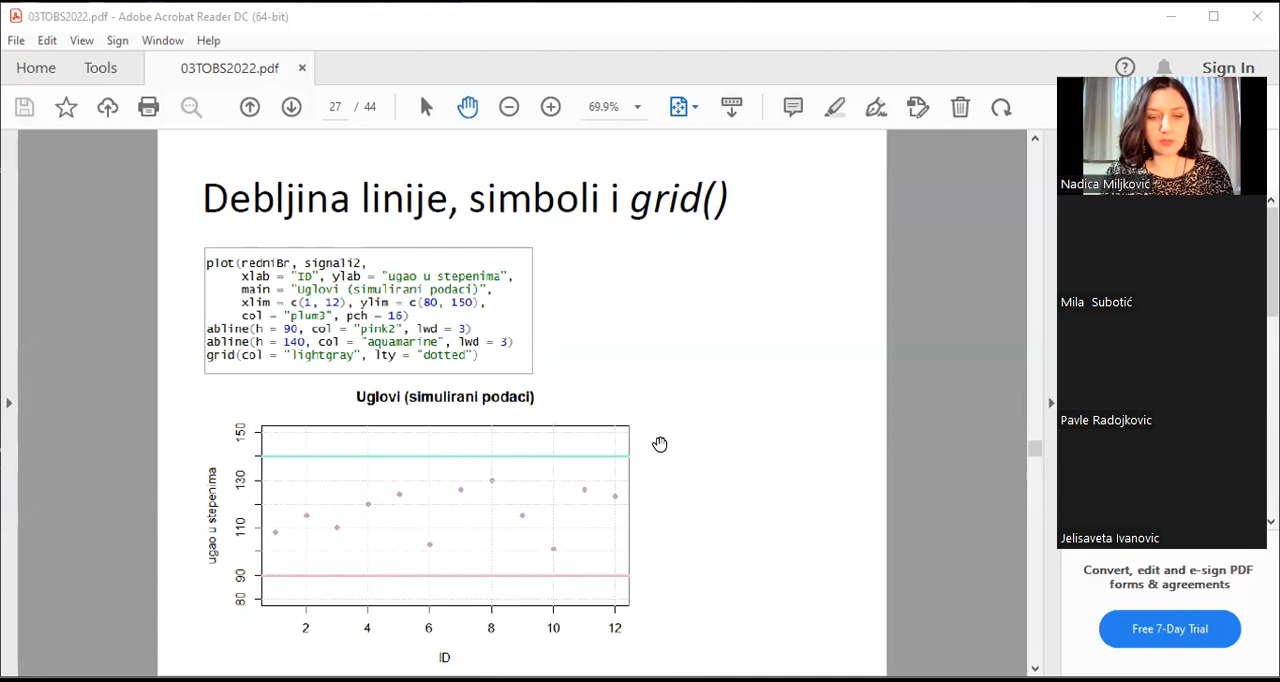 03TOBS2022.pdf - Adobe Acrobat Reader DC (64-bit)
File Edit View Sign Window Help
Home Tools 03TOBS2022.pdf × Sign In
27 / 44 69.9%
Debljina linije, simboli i grid()
plot(redniBr, signali2,
xlab = "ID", ylab = "ugao u stepenima",
main = "Uglovi (simulirani podaci)",
xlim = c(1, 12), ylim = c(80, 150),
col = "plum3", pch = 16)
abline(h = 90, col = "pink2", lwd = 3)
abline(h = 140, col = "aquamarine", lwd = 3)
grid(col = "lightgray", lty = "dotted")
Uglovi (simulirani podaci)
ugao u stepenima
150
130
110
90
80
2 4 6 8 10 12
ID
Nadica Miljković
Mila Subotić
Pavle Radojkovic
Jelisaveta Ivanovic
Convert, edit and e-sign PDF
forms & agreements
Free 7-Day Trial